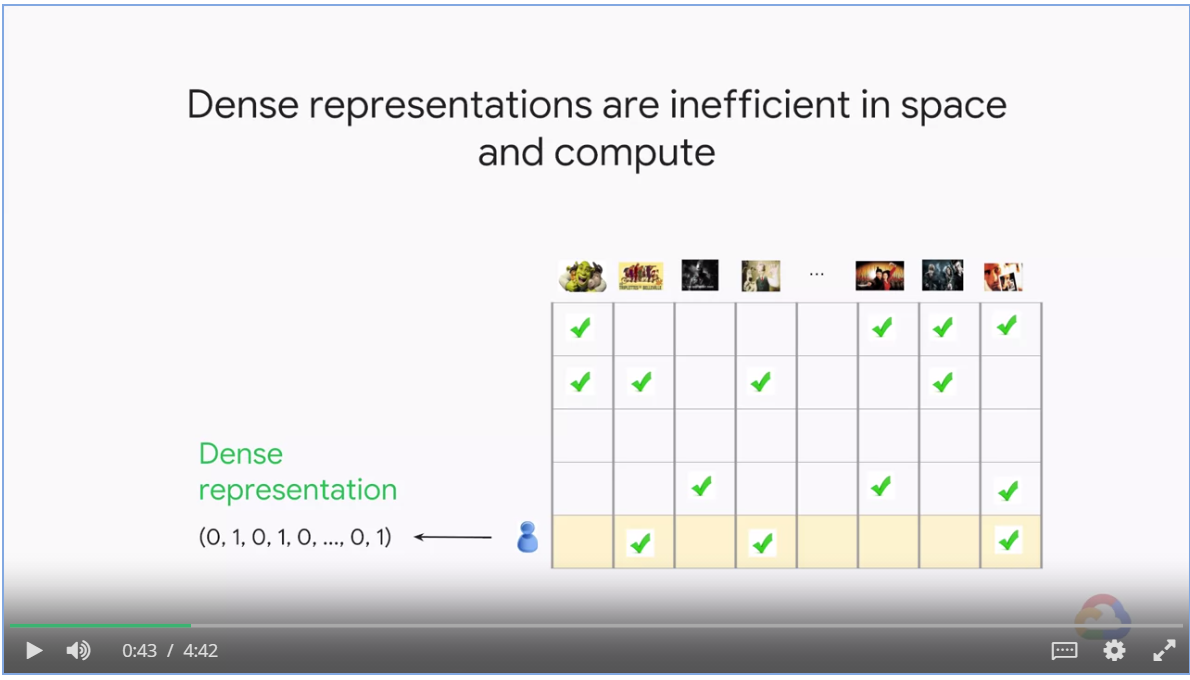 Dense representations are inefficient in space
and compute
...
Dense
representation
(0, 1, 0, 1, 0, ..., 0, 1)
0:43 / 4:42